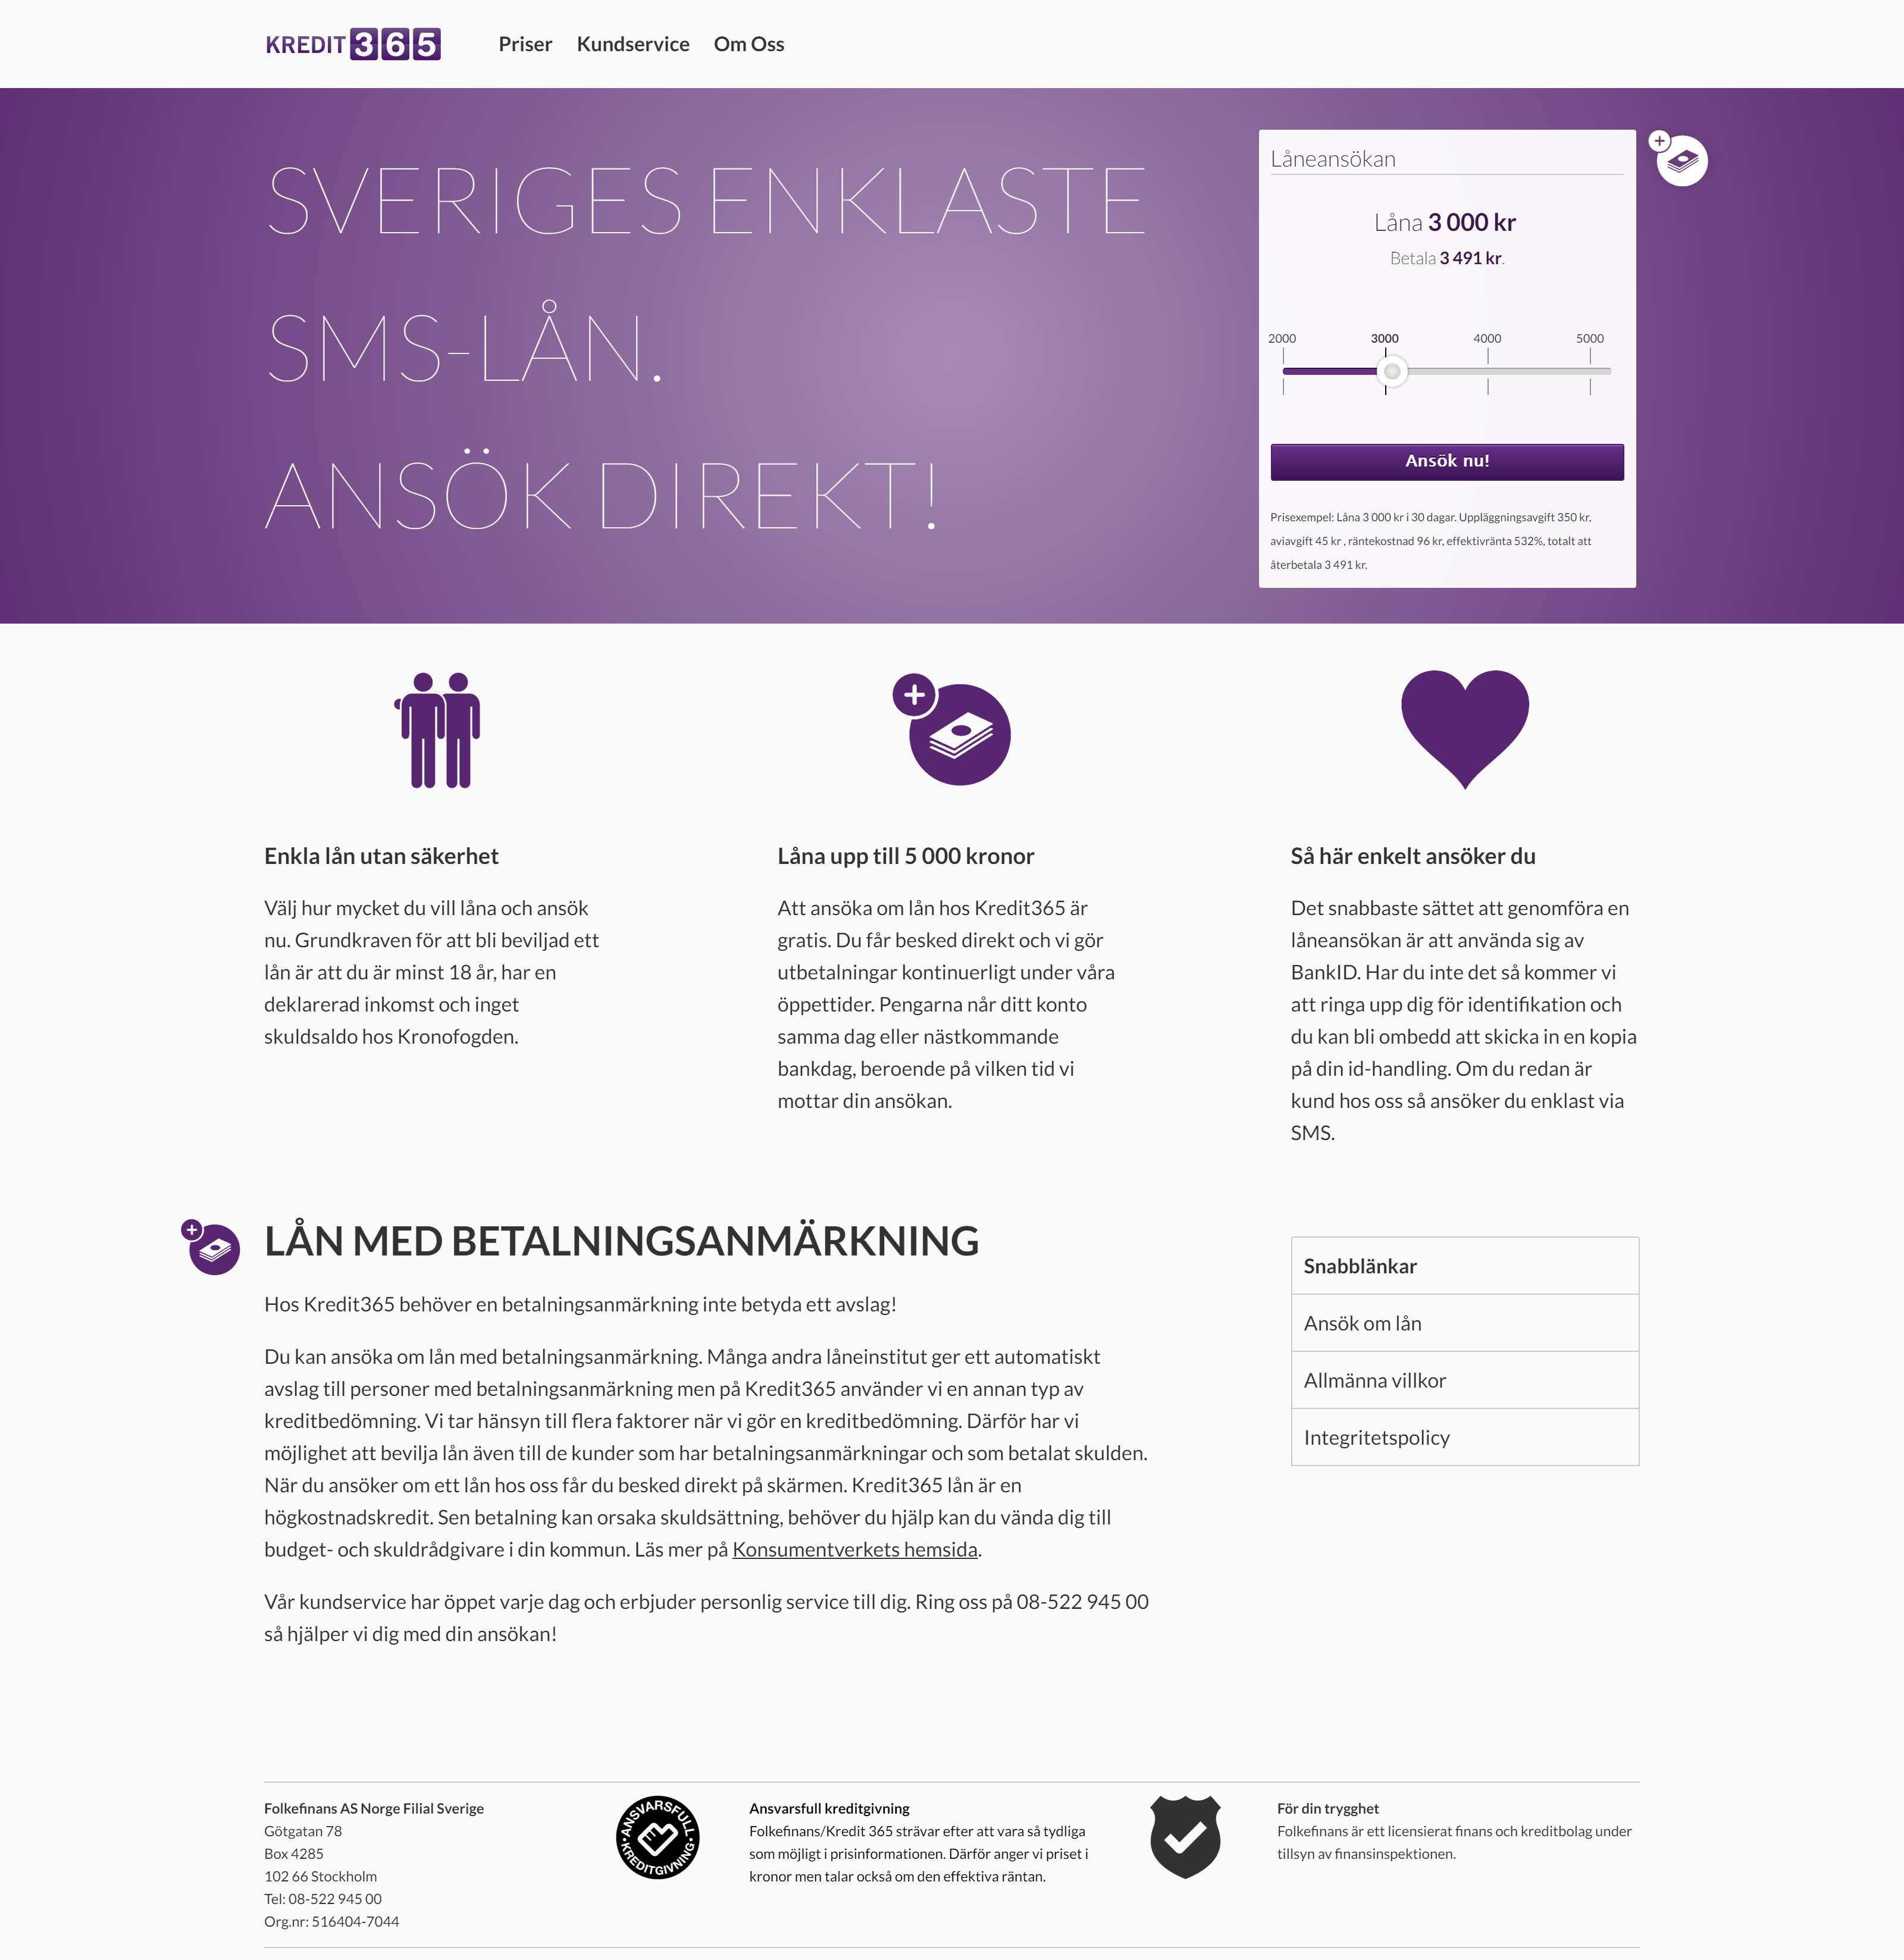 KREDIT 365
Priser Kundservice Om Oss
SVERIGES ENKLASTE
SMS-LÅN.
ANSÖK DIREKT!
Låneansökan
Låna 3 000 kr
Betala 3 491 kr.
2000 3000 4000 5000
Ansök nu!
Prisexempel: Låna 3 000 kr i 30 dagar. Uppläggningsavgift 350 kr,
aviavgift 45 kr , räntekostnad 96 kr, effektivränta 532%, totalt att
återbetala 3 491 kr.
Enkla lån utan säkerhet
Välj hur mycket du vill låna och ansök
nu. Grundkraven för att bli beviljad ett
lån är att du är minst 18 år, har en
deklarerad inkomst och inget
skuldsaldo hos Kronofogden.
Låna upp till 5 000 kronor
Att ansöka om lån hos Kredit365 är
gratis. Du får besked direkt och vi gör
utbetalningar kontinuerligt under våra
öppettider. Pengarna når ditt konto
samma dag eller nästkommande
bankdag, beroende på vilken tid vi
mottar din ansökan.
Så här enkelt ansöker du
Det snabbaste sättet att genomföra en
låneansökan är att använda sig av
BankID. Har du inte det så kommer vi
att ringa upp dig för identifikation och
du kan bli ombedd att skicka in en kopia
på din id-handling. Om du redan är
kund hos oss så ansöker du enklast via
SMS.
LÅN MED BETALNINGSANMÄRKNING
Hos Kredit365 behöver en betalningsanmärkning inte betyda ett avslag!
Du kan ansöka om lån med betalningsanmärkning. Många andra låneinstitut ger ett automatiskt
avslag till personer med betalningsanmärkning men på Kredit365 använder vi en annan typ av
kreditbedömning. Vi tar hänsyn till flera faktorer när vi gör en kreditbedömning. Därför har vi
möjlighet att bevilja lån även till de kunder som har betalningsanmärkningar och som betalat skulden.
När du ansöker om ett lån hos oss får du besked direkt på skärmen. Kredit365 lån är en
högkostnadskredit. Sen betalning kan orsaka skuldsättning, behöver du hjälp kan du vända dig till
budget- och skuldrådgivare i din kommun. Läs mer på Konsumentverkets hemsida.
Vår kundservice har öppet varje dag och erbjuder personlig service till dig. Ring oss på 08-522 945 00
så hjälper vi dig med din ansökan!
Snabblänkar
Ansök om lån
Allmänna villkor
Integritetspolicy
Folkefinans AS Norge Filial Sverige
Götgatan 78
Box 4285
102 66 Stockholm
Tel: 08-522 945 00
Org.nr: 516404-7044
ANSVARSFULL
KREDITGIVNING
Ansvarsfull kreditgivning
Folkefinans/Kredit 365 strävar efter att vara så tydliga
som möjligt i prisinformationen. Därför anger vi priset i
kronor men talar också om den effektiva räntan.
För din trygghet
Folkefinans är ett licensierat finans och kreditbolag under
tillsyn av finansinspektionen.